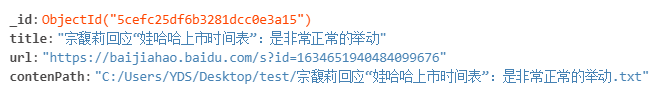 _id: ObjectId("5cefc25df6b3281dcc0e3a15")
title: "宗馥莉回应“娃哈哈上市时间表”：是非常正常的举动"
url: "https://baijiahao.baidu.com/s?id=1634651940484099676"
contenPath: "C:/Users/YDS/Desktop/test/宗馥莉回应“娃哈哈上市时间表”：是非常正常的举动.txt"